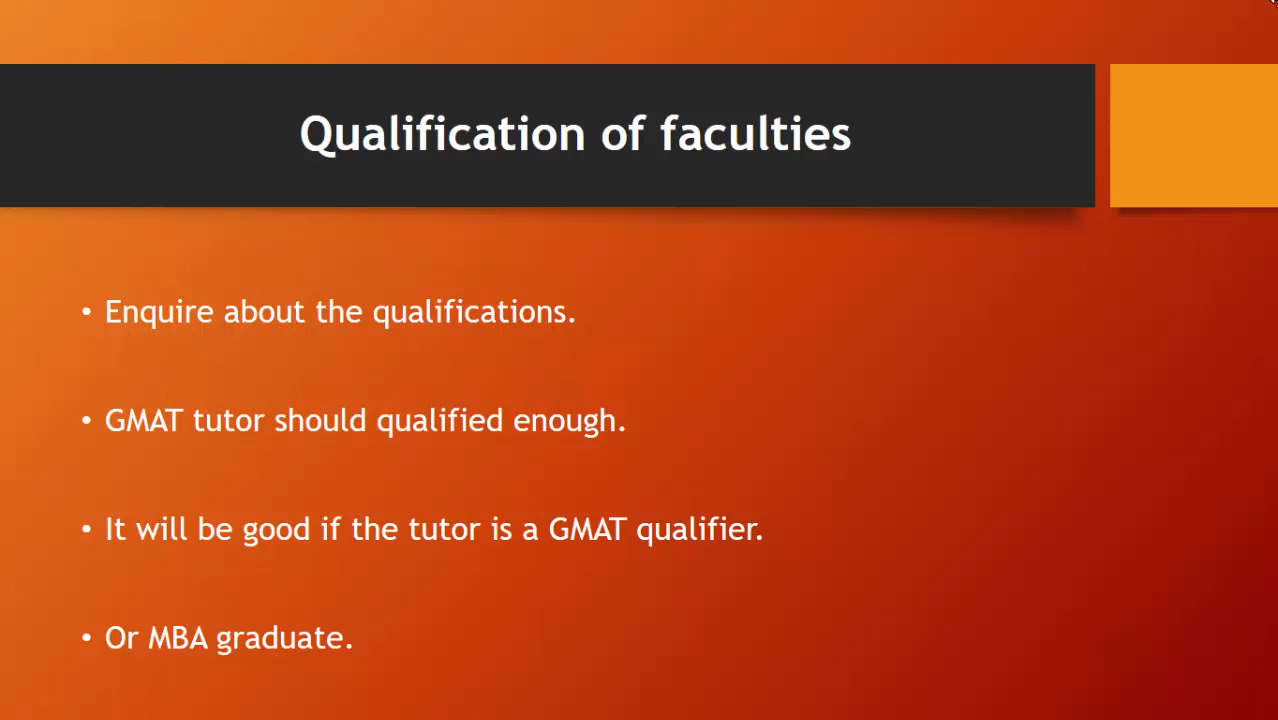 Qualification of faculties
• Enquire about the qualifications.
• GMAT tutor should qualified enough.
• It will be good if the tutor is a GMAT qualifier.
• Or MBA graduate.